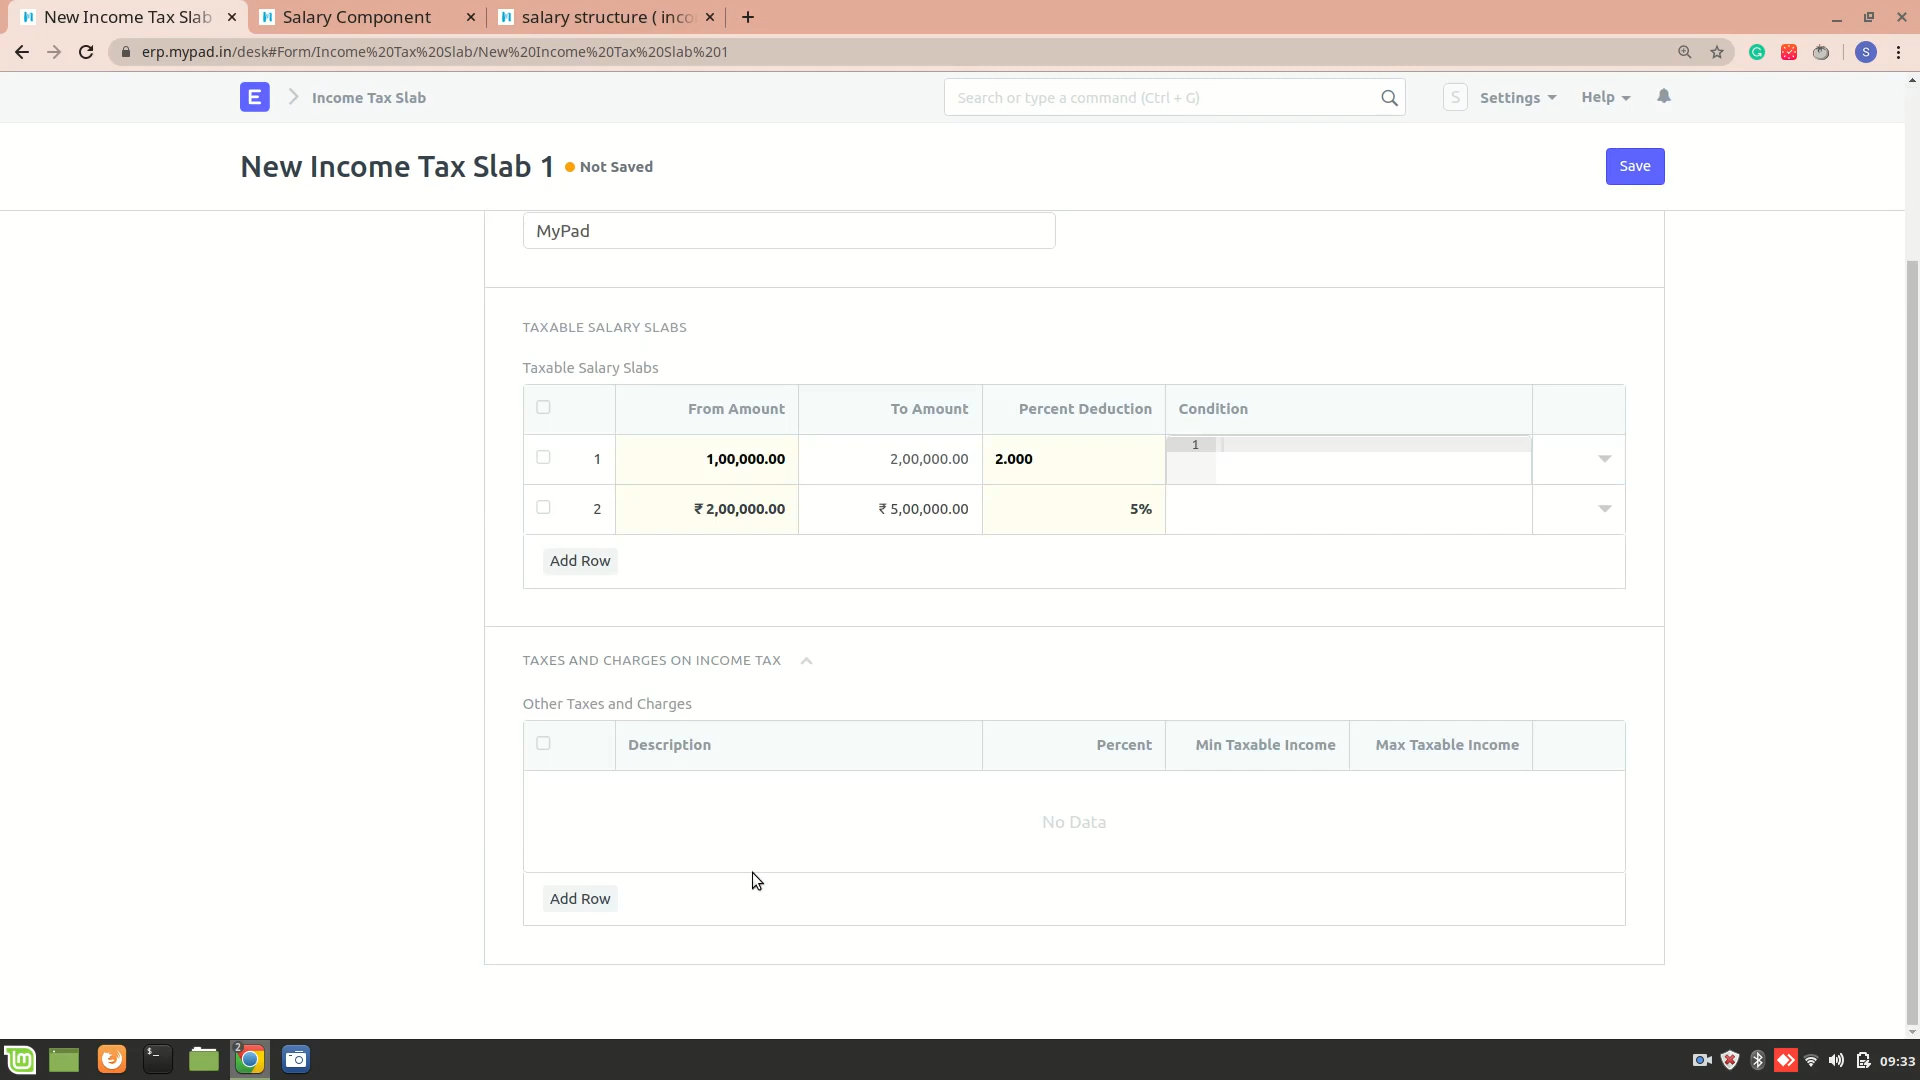 New Income Tax Slab
Salary Component
salary structure ( inco
erp.mypad.in/desk#Form/Income%20Tax%20Slab/New%20Income%20Tax%20Slab%201
S
E
Income Tax Slab
Search or type a command (Ctrl + G)
S Settings
Help
New Income Tax Slab 1
Not Saved
Save
MyPad
TAXABLE SALARY SLABS
Taxable Salary Slabs
From Amount To Amount Percent Deduction Condition
1 1,00,000.00 2,00,000.00 2.000 1
2 ₹ 2,00,000.00 ₹ 5,00,000.00 5%
Add Row
TAXES AND CHARGES ON INCOME TAX
Other Taxes and Charges
Description Percent Min Taxable Income Max Taxable Income
No Data
Add Row
2
09:33